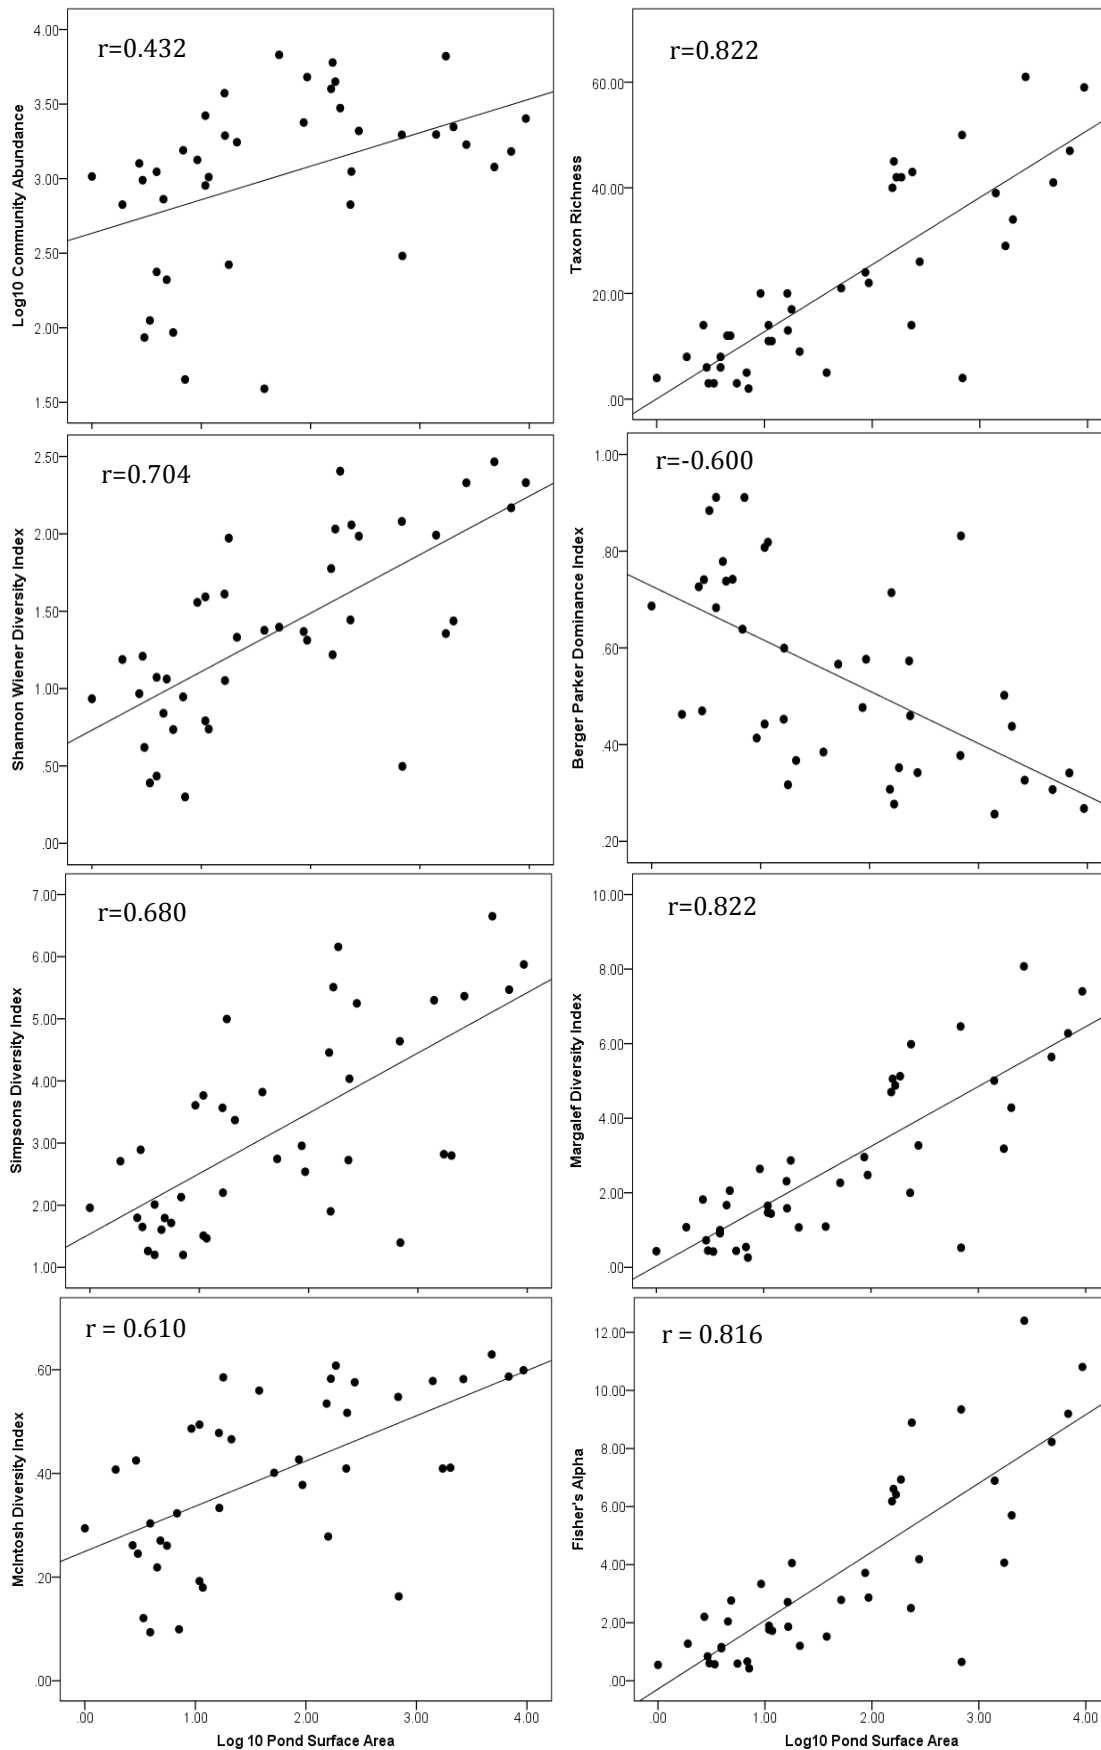 r=0.432
4.00
3.50
3.00
2.50
2.00
1.50
Log10 Community Abundance
r=0.822
60.00
40.00
20.00
.00
Taxon Richness
r=0.704
2.50
2.00
1.50
1.00
.50
.00
Shannon Wiener Diversity Index
r=-0.600
1.00
.80
.60
.40
.20
Berger Parker Dominance Index
r=0.680
7.00
6.00
5.00
4.00
3.00
2.00
1.00
Simpsons Diversity Index
r=0.822
10.00
8.00
6.00
4.00
2.00
.00
Margalef Diversity Index
r = 0.610
.60
.40
.20
.00
McIntosh Diversity Index
.00 1.00 2.00 3.00 4.00
Log 10 Pond Surface Area
r = 0.816
12.00
10.00
8.00
6.00
4.00
2.00
.00
Fisher's Alpha
.00 1.00 2.00 3.00 4.00
Log10 Pond Surface Area